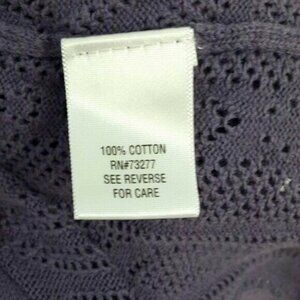 100% COTTON
RN#73277
SEE REVERSE
FOR CARE